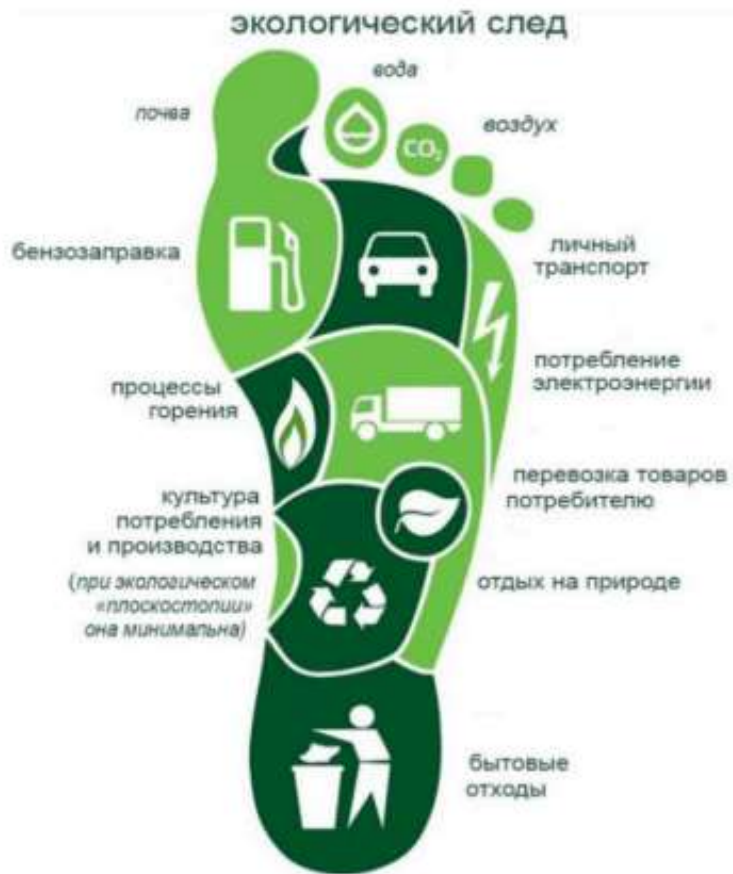 экологический след
вода
почва
воздух
CO₂
бензозаправка
личный
транспорт
потребление
электроэнергии
процессы
горения
перевозка товаров
потребителю
культура
потребления
и производства
(при экологическом
«плоскостопии»
она минимальна)
отдых на природе
бытовые
отходы